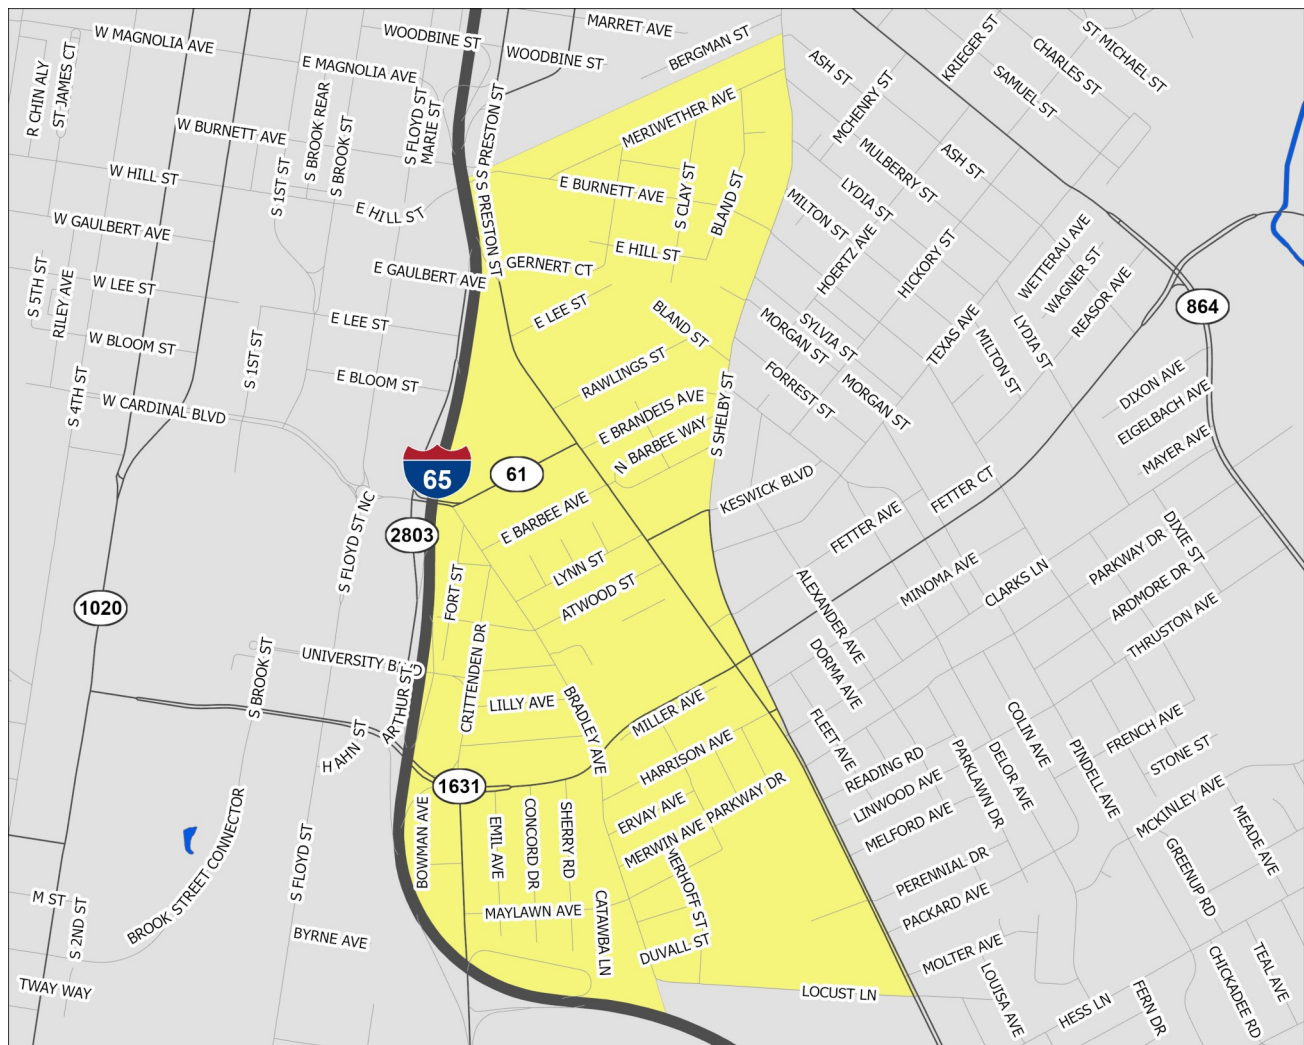 MARRET AVE
W MAGNOLIA AVE
WOODBINE ST
BERGMAN ST
KRIEGER ST
ST MICHAEL ST
WOODBINE ST
CHARLES ST
R CHIN ALY
ST JAMES CT
E MAGNOLIA AVE
ASH ST
SAMUEL ST
S BROOK REAR
S FLOYD ST
MARIE ST
S PRESTON ST
MERIWETHER AVE
MCHENRY ST
W BURNETT AVE
S BROOK ST
MULBERRY ST
ASH ST
W HILL ST
S 1ST ST
E BURNETT AVE
S CLAY ST
BLAND ST
LYDIA ST
MILTON ST
W GAULBERT AVE
E HILL ST
S PRESTON ST
E HILL ST
HOERTZ AVE
HICKORY ST
WETTERAU AVE
WAGNER ST
REASOR AVE
S 5TH ST
RILEY AVE
W LEE ST
E GAULBERT AVE
GERNERT CT
864
E LEE ST
E LEE ST
BLAND ST
MORGAN ST
SYLVIA ST
TEXAS AVE
MILTON ST
LYDIA ST
W BLOOM ST
S 1ST ST
E BLOOM ST
RAWLINGS ST
FORREST ST
MORGAN ST
DIXON AVE
S 4TH ST
W CARDINAL BLVD
E BRANDEIS AVE
S SHELBY ST
EIGELBACH AVE
N BARBEE WAY
MAYER AVE
65
61
KESWICK BLVD
FETTER CT
S FLOYD ST NC
2803
E BARBEE AVE
FETTER AVE
DIXIE ST
PARKWAY DR
FORT ST
LYNN ST
ALEXANDER AVE
MINOMA AVE
CLARKS LN
ARDMORE DR
1020
ATWOOD ST
THRUSTON AVE
UNIVERSITY BLVD
S BROOK ST
CRITTENDEN DR
DORMA AVE
ARTHUR ST
LILLY AVE
BRADLEY AVE
MILLER AVE
FLEET AVE
COLIN AVE
FRENCH AVE
H AHN ST
HARRISON AVE
READING RD
PARKLAWN DR
DELOR AVE
PINDELL AVE
STONE ST
1631
LINWOOD AVE
BROOK STREET CONNECTOR
BOWMAN AVE
EMIL AVE
CONCORD DR
SHERRY RD
ERVAY AVE
PARKWAY DR
MERWIN AVE
MELFORD AVE
MCKINLEY AVE
MEADE AVE
S FLOYD ST
MERHOFF ST
PERENNIAL DR
GREENUP RD
M ST
S 2ND ST
MAYLAWN AVE
CATAWBA LN
PACKARD AVE
BYRNE AVE
DUVALL ST
MOLTER AVE
TWAY WAY
LOCUST LN
LOUISA AVE
HESS LN
FERN DR
CHICKADEE RD
TEAL AVE